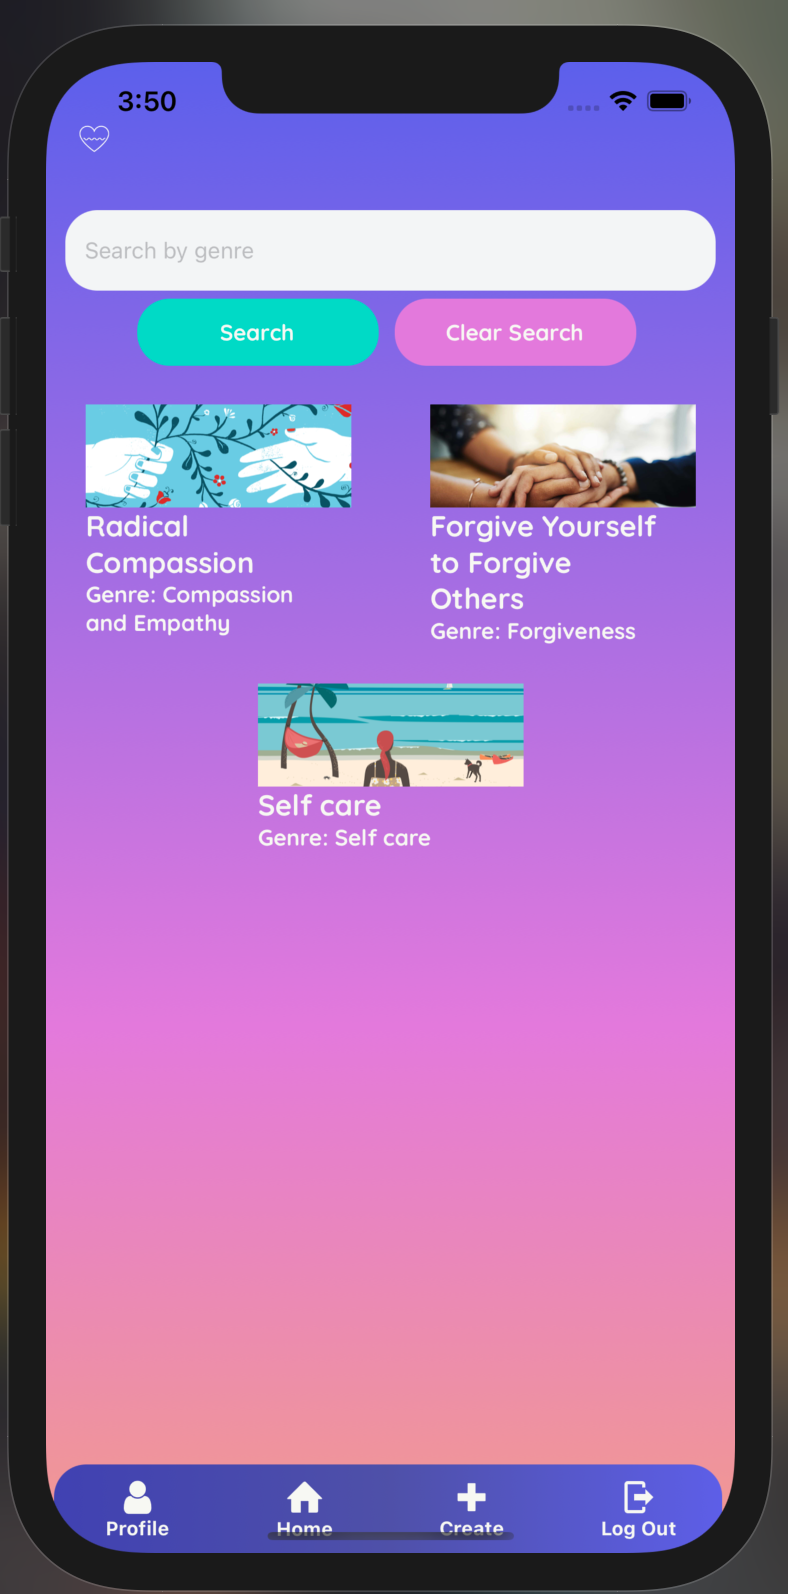 3:50
Search by genre
Search
Clear Search
Radical
Compassion
Genre: Compassion
and Empathy
Forgive Yourself
to Forgive
Others
Genre: Forgiveness
Self care
Genre: Self care
Profile
Home
Create
Log Out